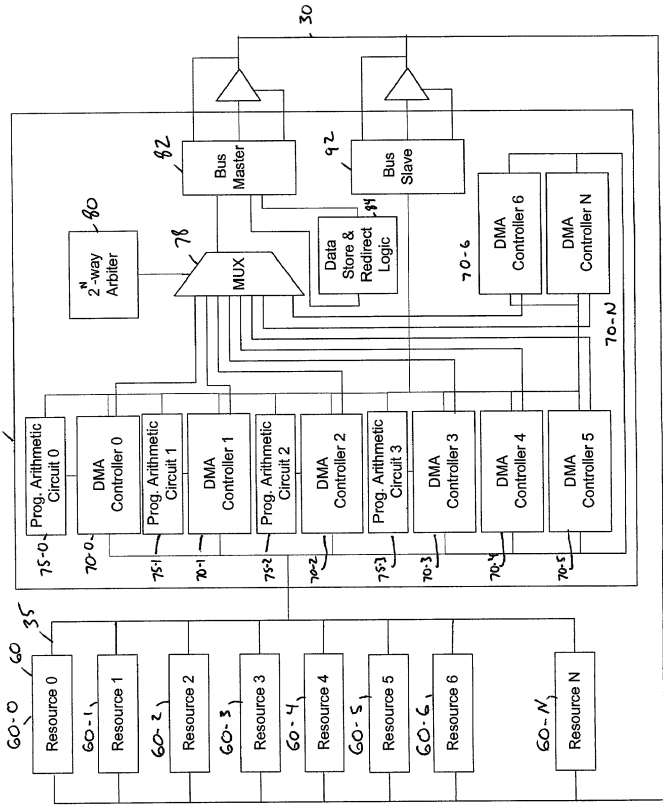 60-0
60
35
Resource 0
60-1
Resource 1
60-2
Resource 2
60-3
Resource 3
60-4
Resource 4
60-5
Resource 5
60-6
Resource 6
60-N
Resource N
75-0
Prog. Arithmetic
Circuit 0
70-0
DMA
Controller 0
75-1
Prog. Arithmetic
Circuit 1
70-1
DMA
Controller 1
75-2
Prog. Arithmetic
Circuit 2
70-2
DMA
Controller 2
75-3
Prog. Arithmetic
Circuit 3
70-3
DMA
Controller 3
70-4
DMA
Controller 4
70-5
DMA
Controller 5
80
2ᴺ-way
Arbiter
78
MUX
84
Data
Store &
Redirect
Logic
82
Bus
Master
92
Bus
Slave
70-6
DMA
Controller 6
70-N
DMA
Controller N
30